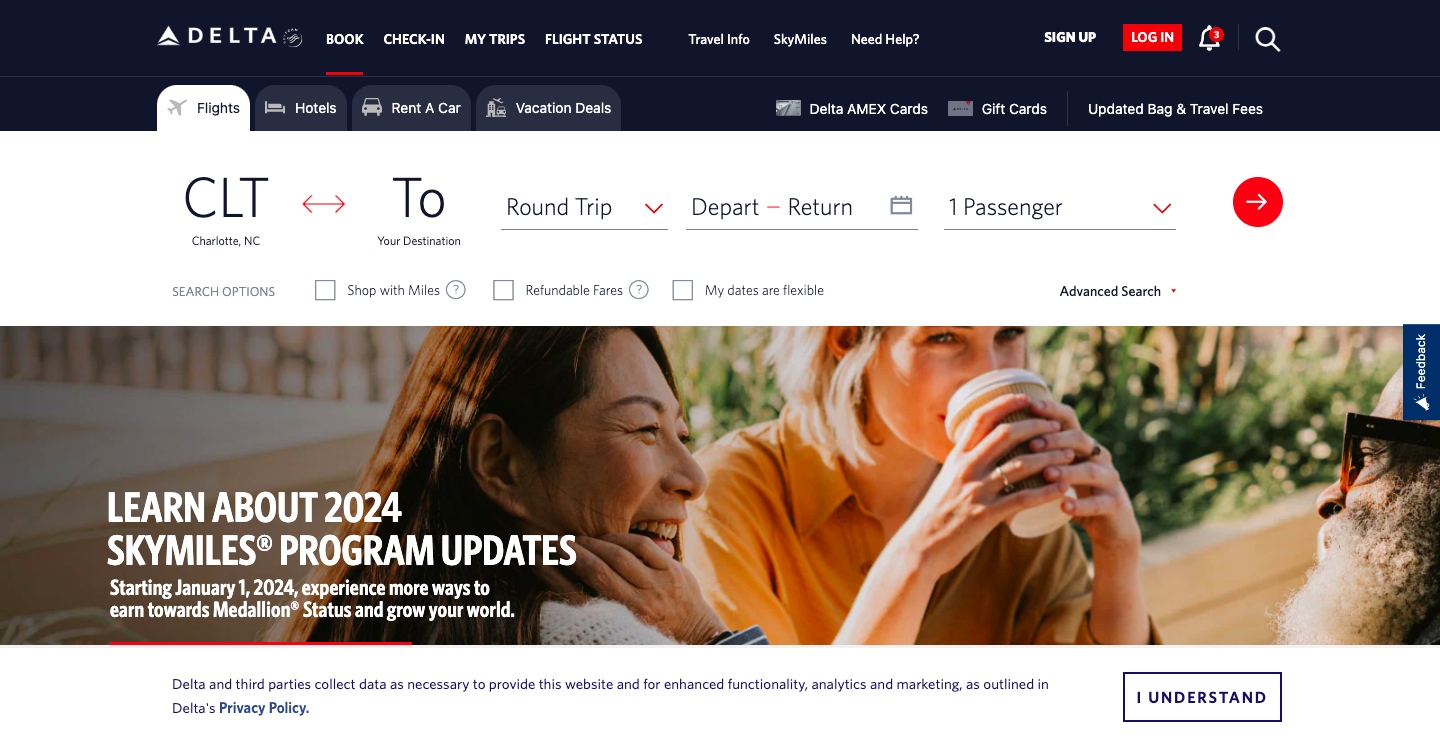 DELTA
BOOK CHECK-IN MY TRIPS FLIGHT STATUS Travel Info SkyMiles Need Help? SIGN UP LOG IN 3
Flights Hotels Rent A Car Vacation Deals Delta AMEX Cards Gift Cards Updated Bag & Travel Fees
CLT To Round Trip Depart – Return 1 Passenger
Charlotte, NC Your Destination
SEARCH OPTIONS Shop with Miles ? Refundable Fares ? My dates are flexible Advanced Search
Feedback
LEARN ABOUT 2024
SKYMILES® PROGRAM UPDATES
Starting January 1, 2024, experience more ways to
earn towards Medallion® Status and grow your world.
Delta and third parties collect data as necessary to provide this website and for enhanced functionality, analytics and marketing, as outlined in
Delta's Privacy Policy.
I UNDERSTAND